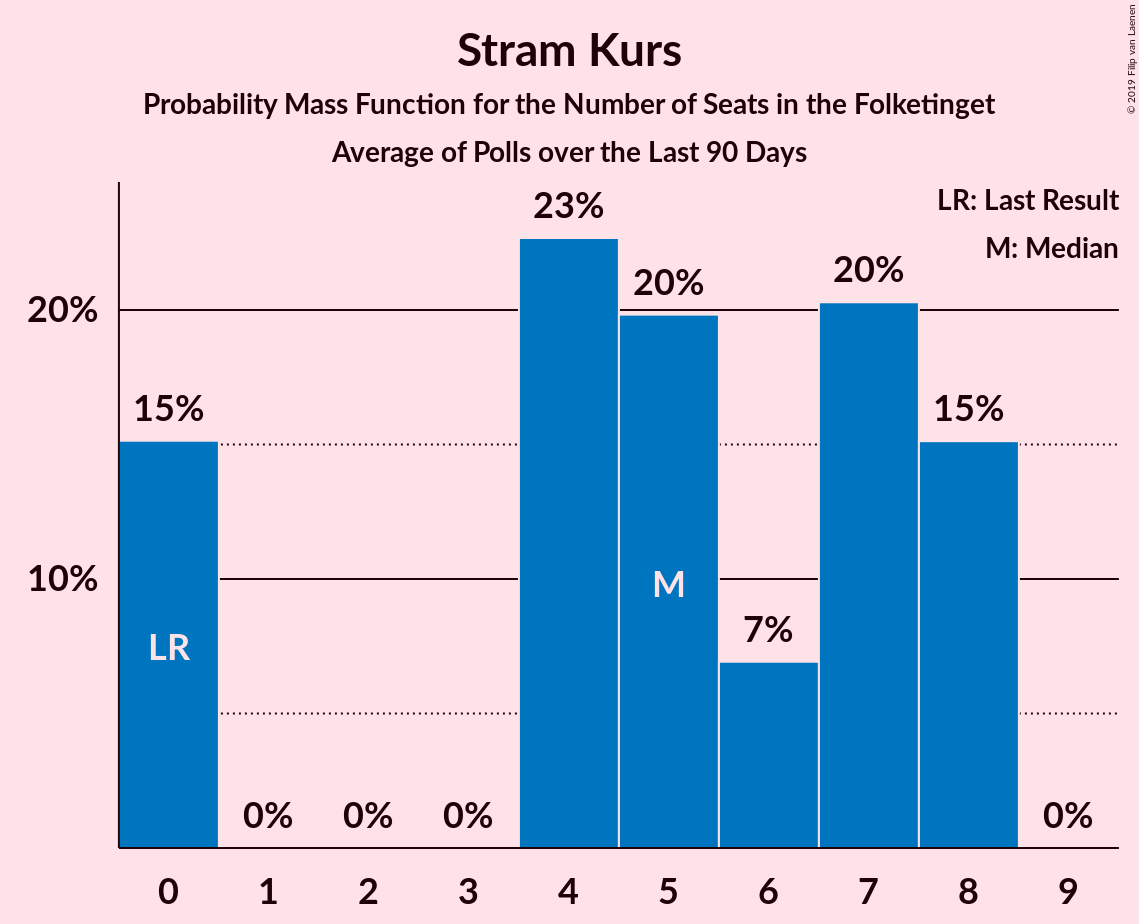 Stram Kurs
Probability Mass Function for the Number of Seats in the Folketinget
Average of Polls over the Last 90 Days
© 2019 Filip van Laenen
LR: Last Result
M: Median
23%
20%
20%
20%
15%
15%
10%
M
7%
LR
0%
0%
0%
0%
0 1 2 3 4 5 6 7 8 9